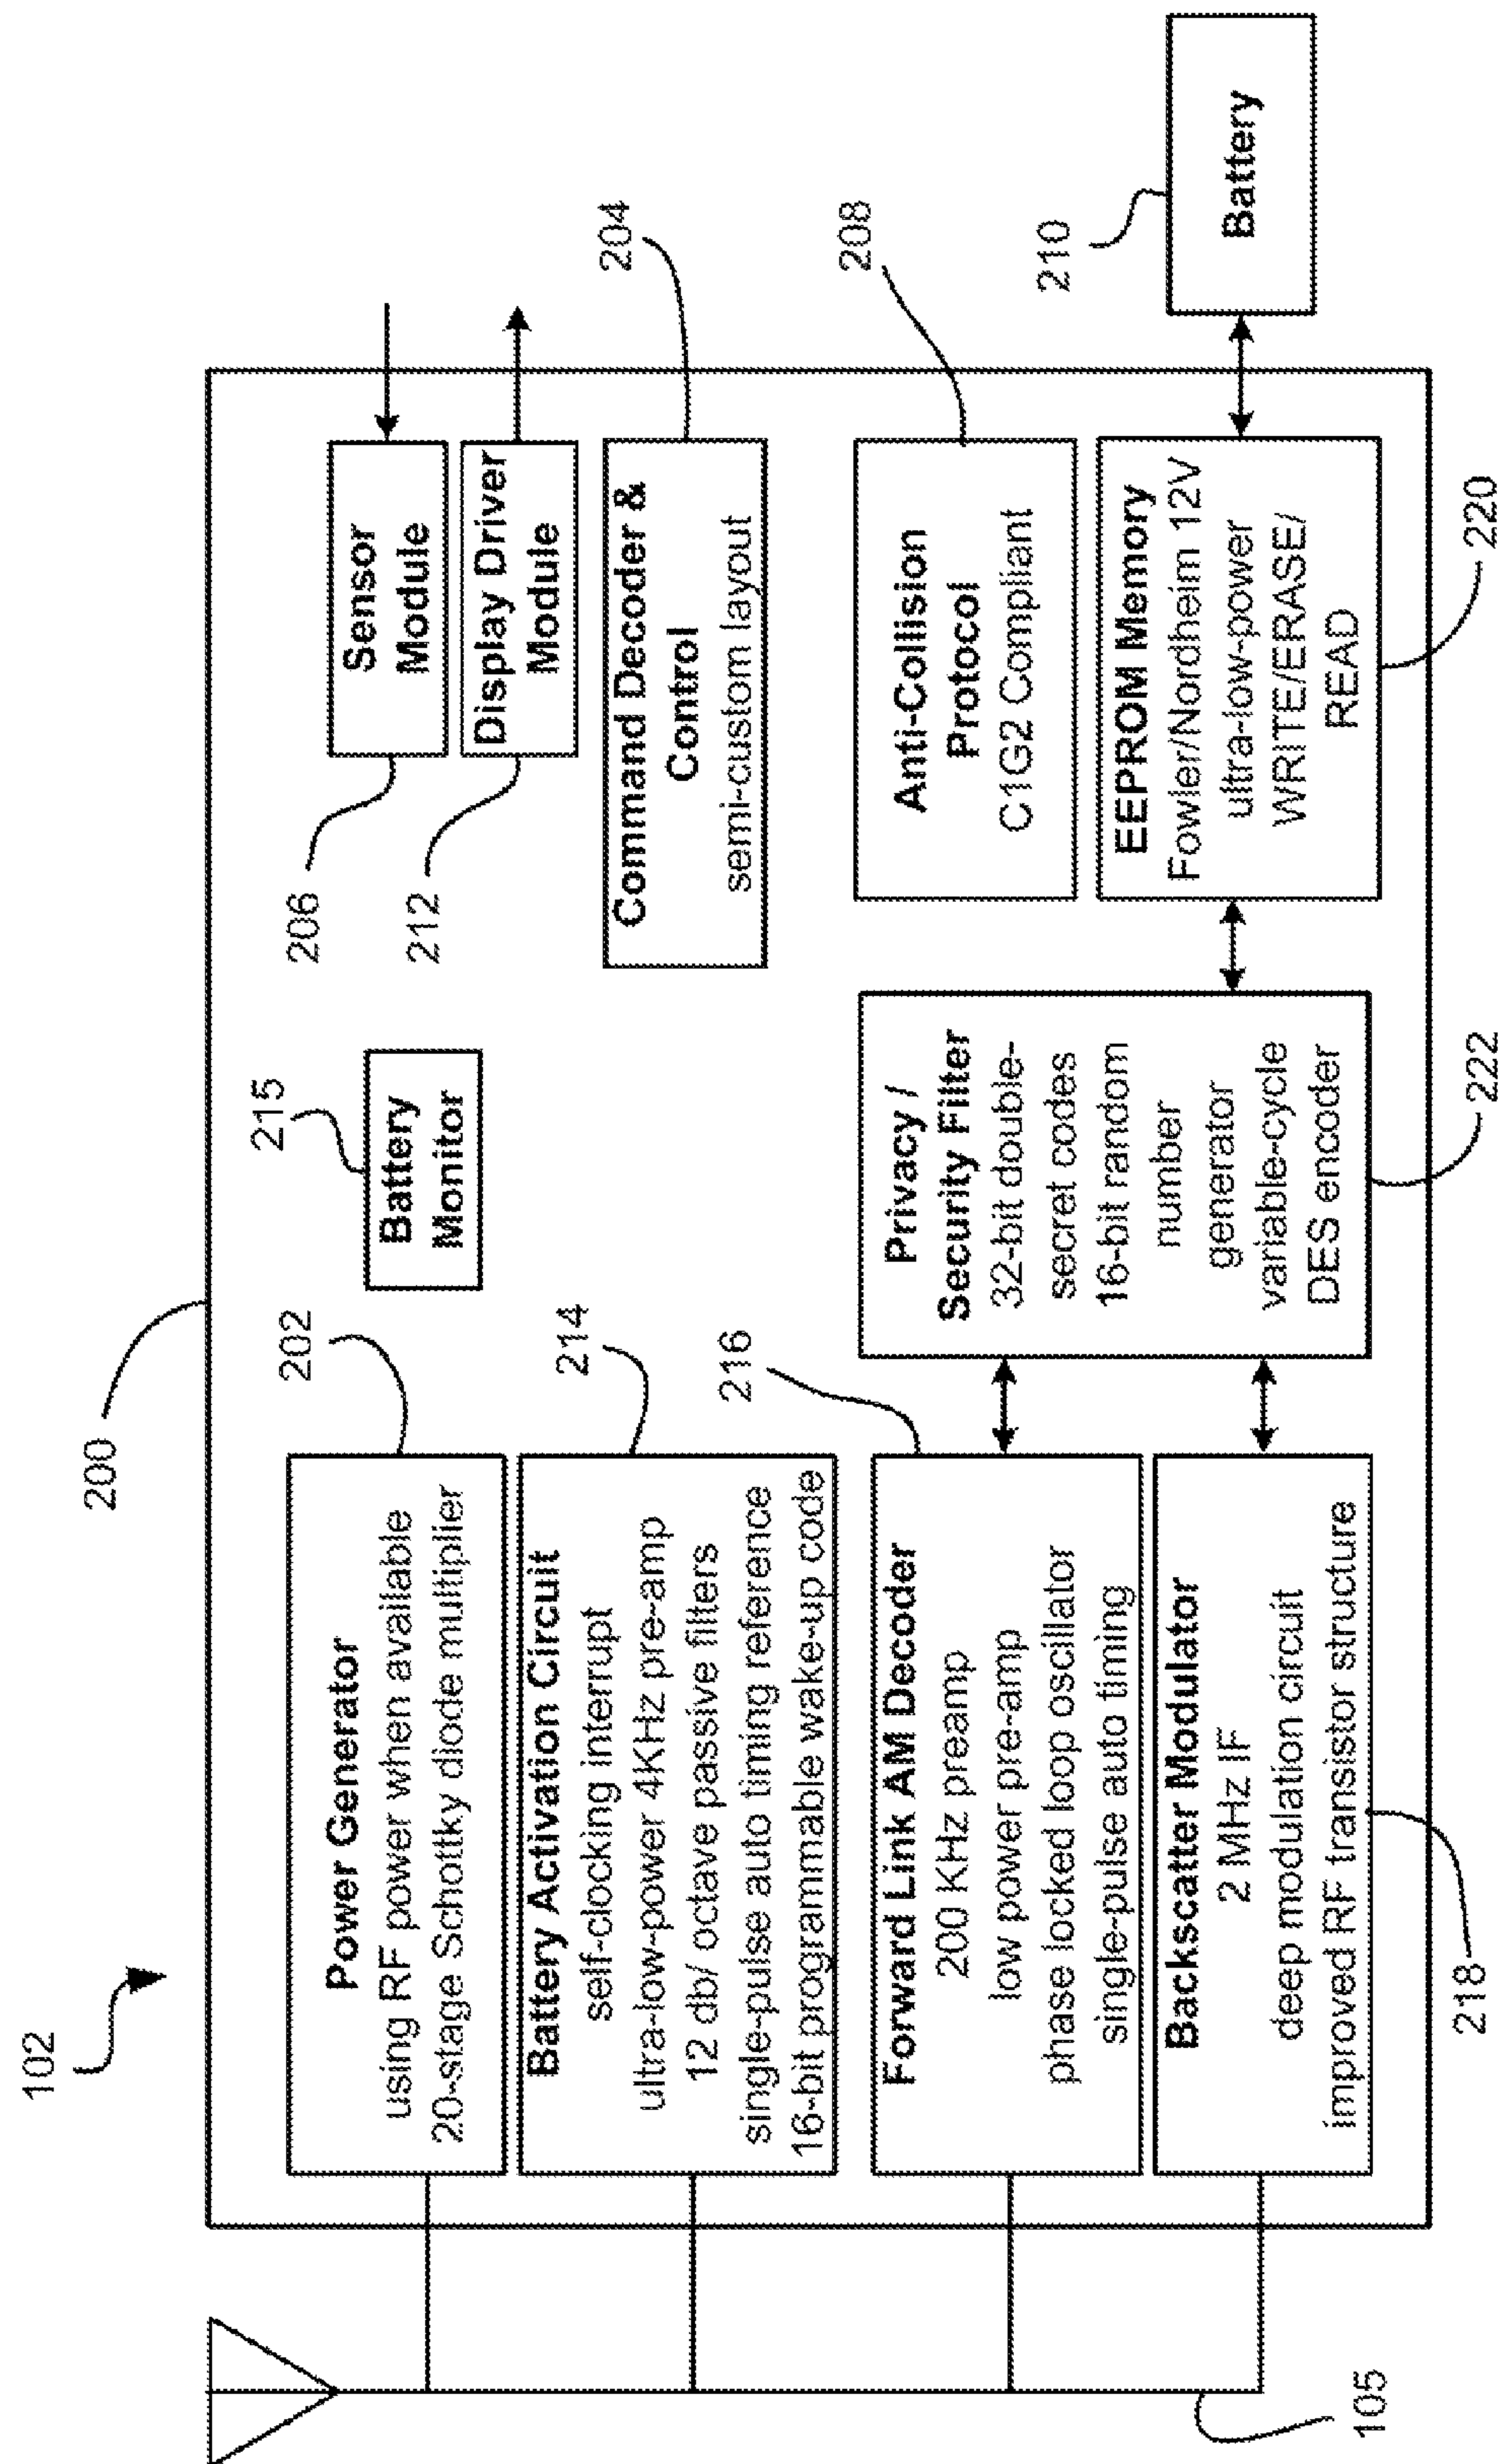 102
200
Power Generator
using RF power when available
20-stage Schottky diode multiplier
202
Battery Activation Circuit
self-clocking interrupt
ultra-low-power 4KHz pre-amp
12 db/ octave passive filters
single-pulse auto timing reference
16-bit programmable wake-up code
214
Forward Link AM Decoder
200 KHz preamp
low power pre-amp
phase locked loop oscillator
single-pulse auto timing
216
Backscatter Modulator
2 MHz IF
deep modulation circuit
improved RF transistor structure
218
105
Battery
Monitor
215
Privacy /
Security Filter
32-bit double-
secret codes
16-bit random
number
generator
variable-cycle
DES encoder
222
Sensor
Module
206
Display Driver
Module
212
Command Decoder &
Control
semi-custom layout
204
Anti-Collision
Protocol
C1G2 Compliant
208
EEPROM Memory
Fowler/Nordheim 12V
ultra-low-power
WRITE/ERASE/
READ
220
Battery
210